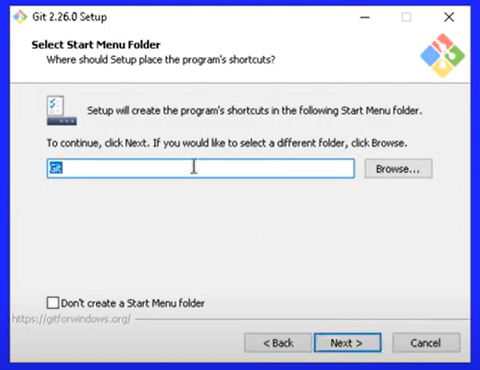 Git 2.26.0 Setup
Select Start Menu Folder
Where should Setup place the program's shortcuts?
Setup will create the program's shortcuts in the following Start Menu folder.
To continue, click Next. If you would like to select a different folder, click Browse.
Git
Browse...
Don't create a Start Menu folder
https://gitforwindows.org/
< Back
Next >
Cancel